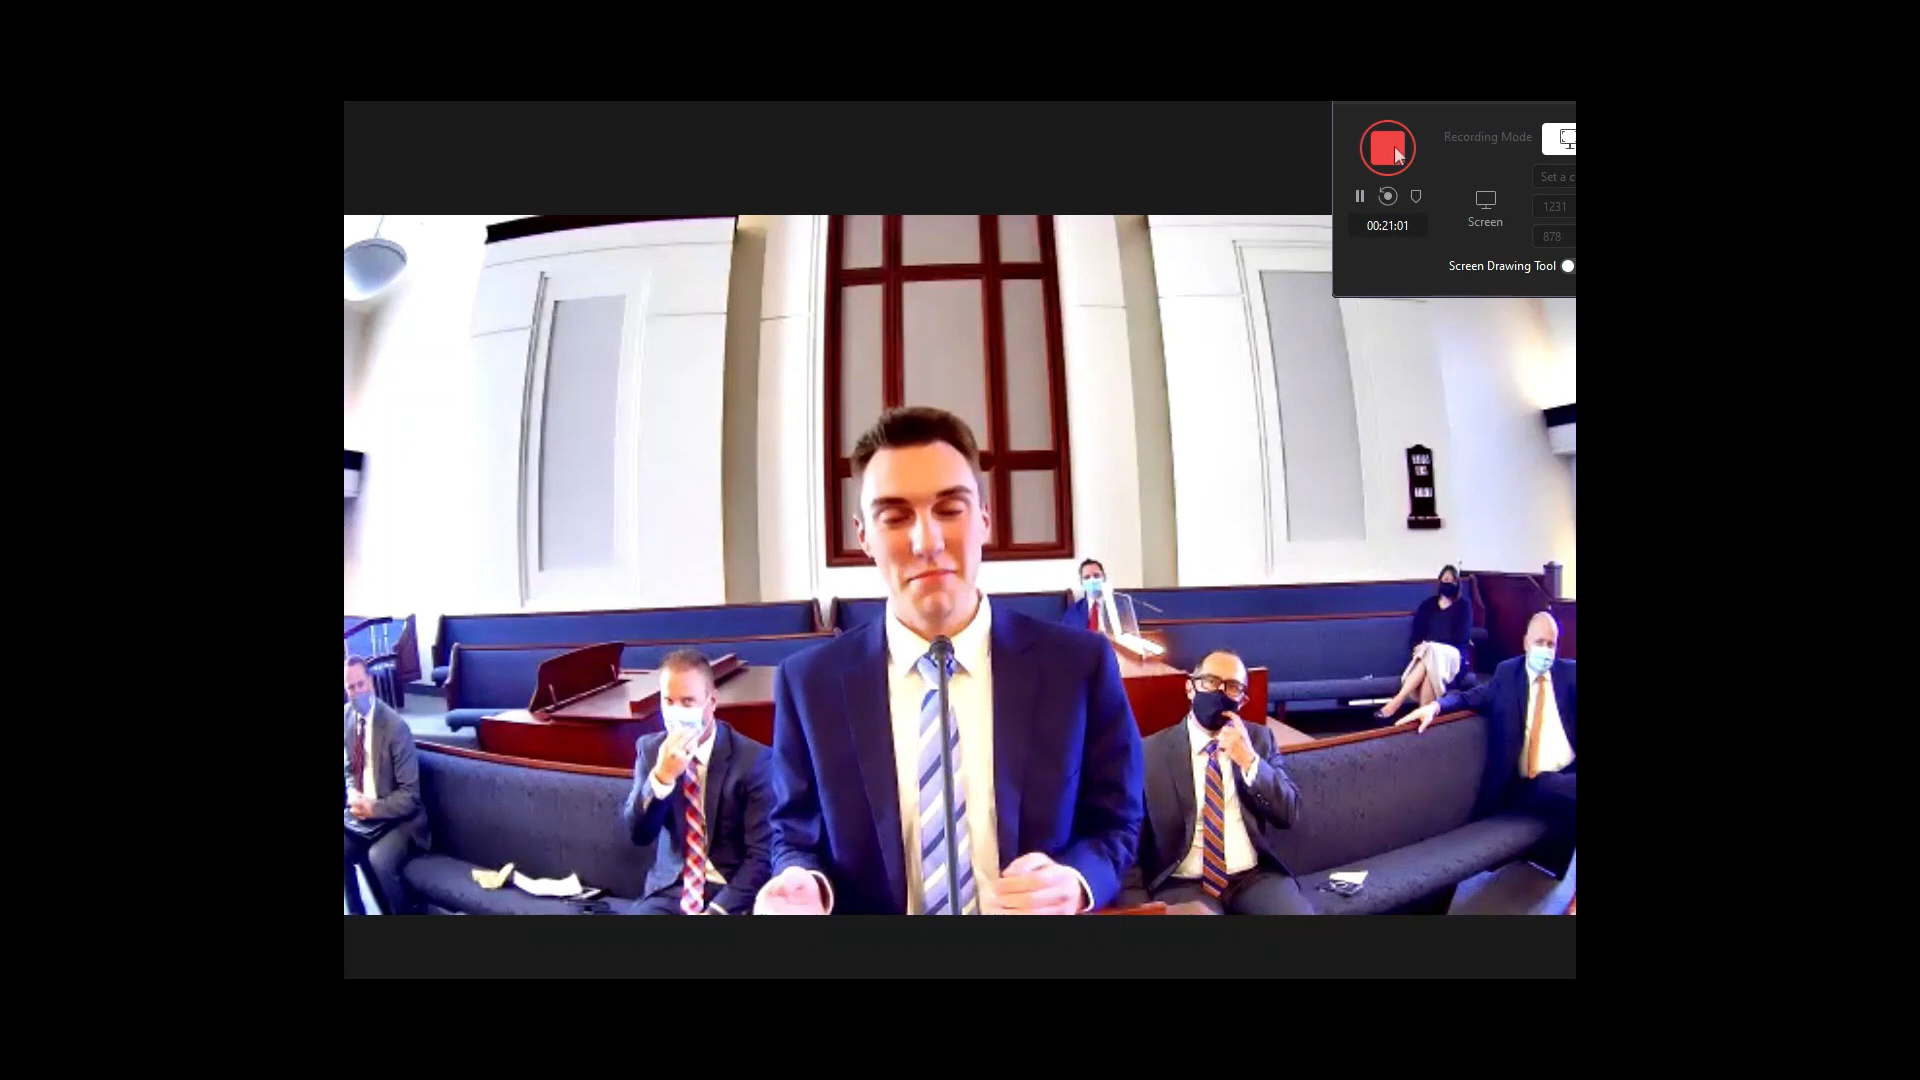 Recording Mode
Set a c
1231
Screen
00:21:01
878
Screen Drawing Tool